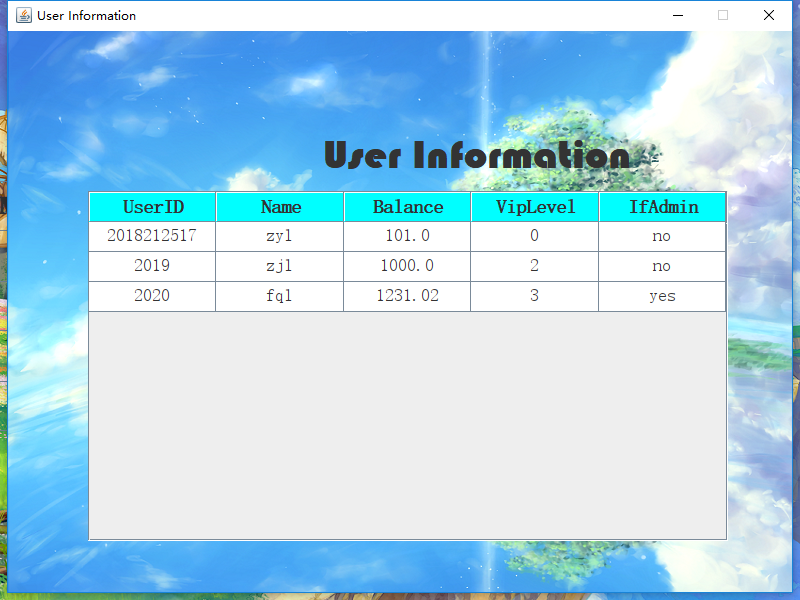 User Information
User Information
UserID Name Balance VipLevel IfAdmin
2018212517 zyl 101.0 0 no
2019 zjl 1000.0 2 no
2020 fql 1231.02 3 yes